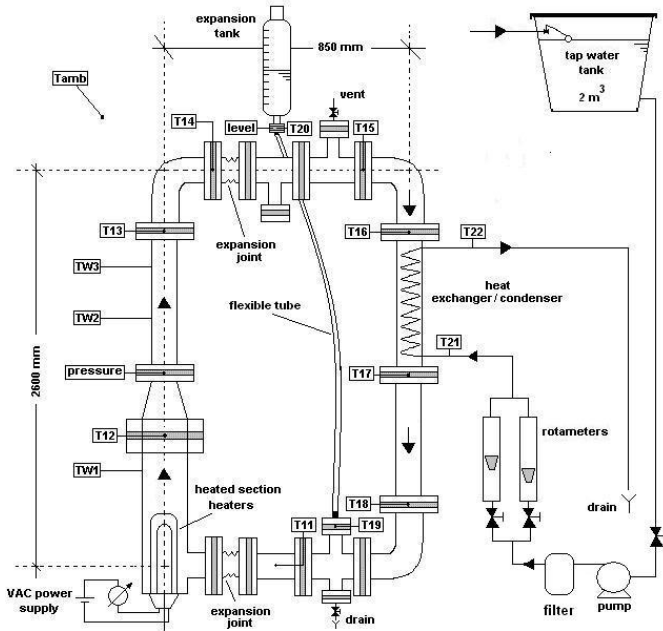 expansion
tank
850 mm
tap water
tank
2 m³
Tamb
vent
T14
level
T20
T15
T13
expansion
joint
T16
T22
TW3
heat
exchanger / condenser
flexible tube
TW2
T21
2600 mm
pressure
T17
T12
rotameters
TW1
heated section
heaters
T18
T11
T19
drain
VAC power
supply
expansion
joint
drain
filter
pump